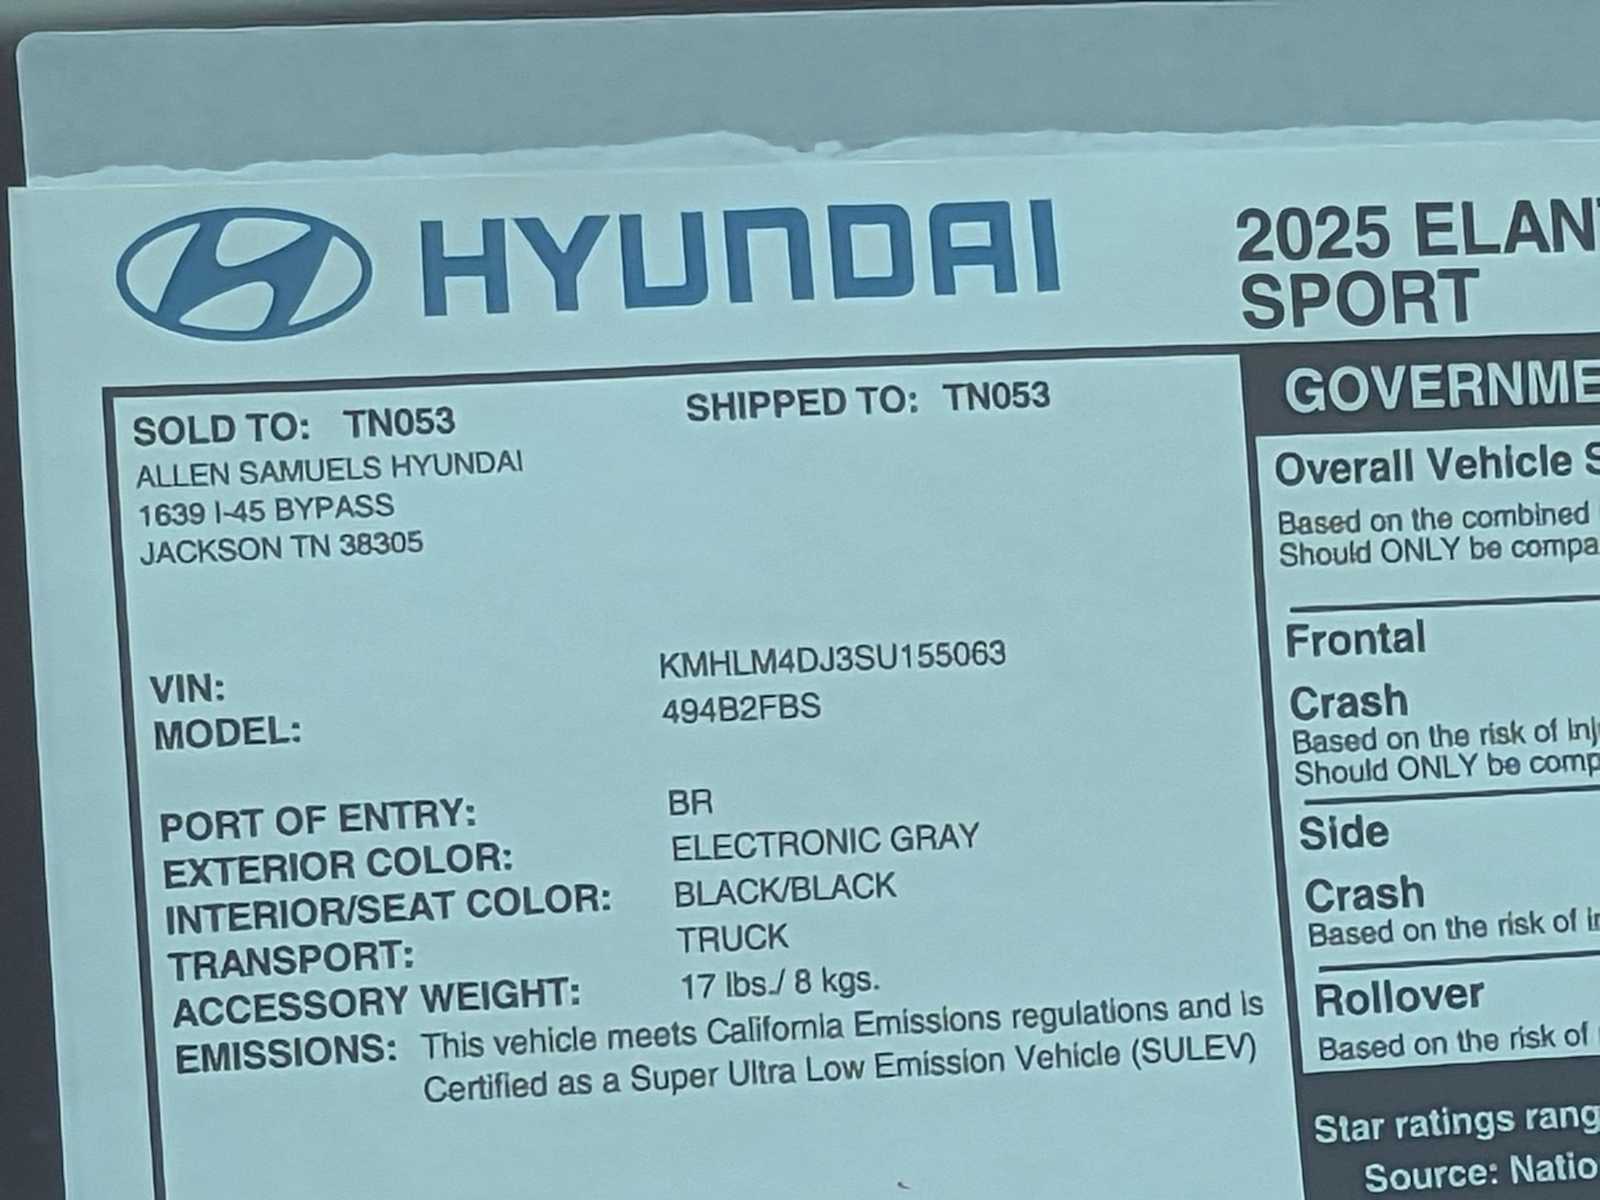 HYUNDAI
2025 ELAN
SPORT
SOLD TO: TN053
SHIPPED TO: TN053
ALLEN SAMUELS HYUNDAI
1639 I-45 BYPASS
JACKSON TN 38305
VIN: KMHLM4DJ3SU155063
MODEL: 494B2FBS
PORT OF ENTRY: BR
EXTERIOR COLOR: ELECTRONIC GRAY
INTERIOR/SEAT COLOR: BLACK/BLACK
TRANSPORT: TRUCK
ACCESSORY WEIGHT: 17 lbs./ 8 kgs.
EMISSIONS: This vehicle meets California Emissions regulations and is
Certified as a Super Ultra Low Emission Vehicle (SULEV)
GOVERNME
Overall Vehicle S
Based on the combined
Should ONLY be compa
Frontal
Crash
Based on the risk of Inj
Should ONLY be comp
Side
Crash
Based on the risk of in
Rollover
Based on the risk of
Star ratings rang
Source: Natio